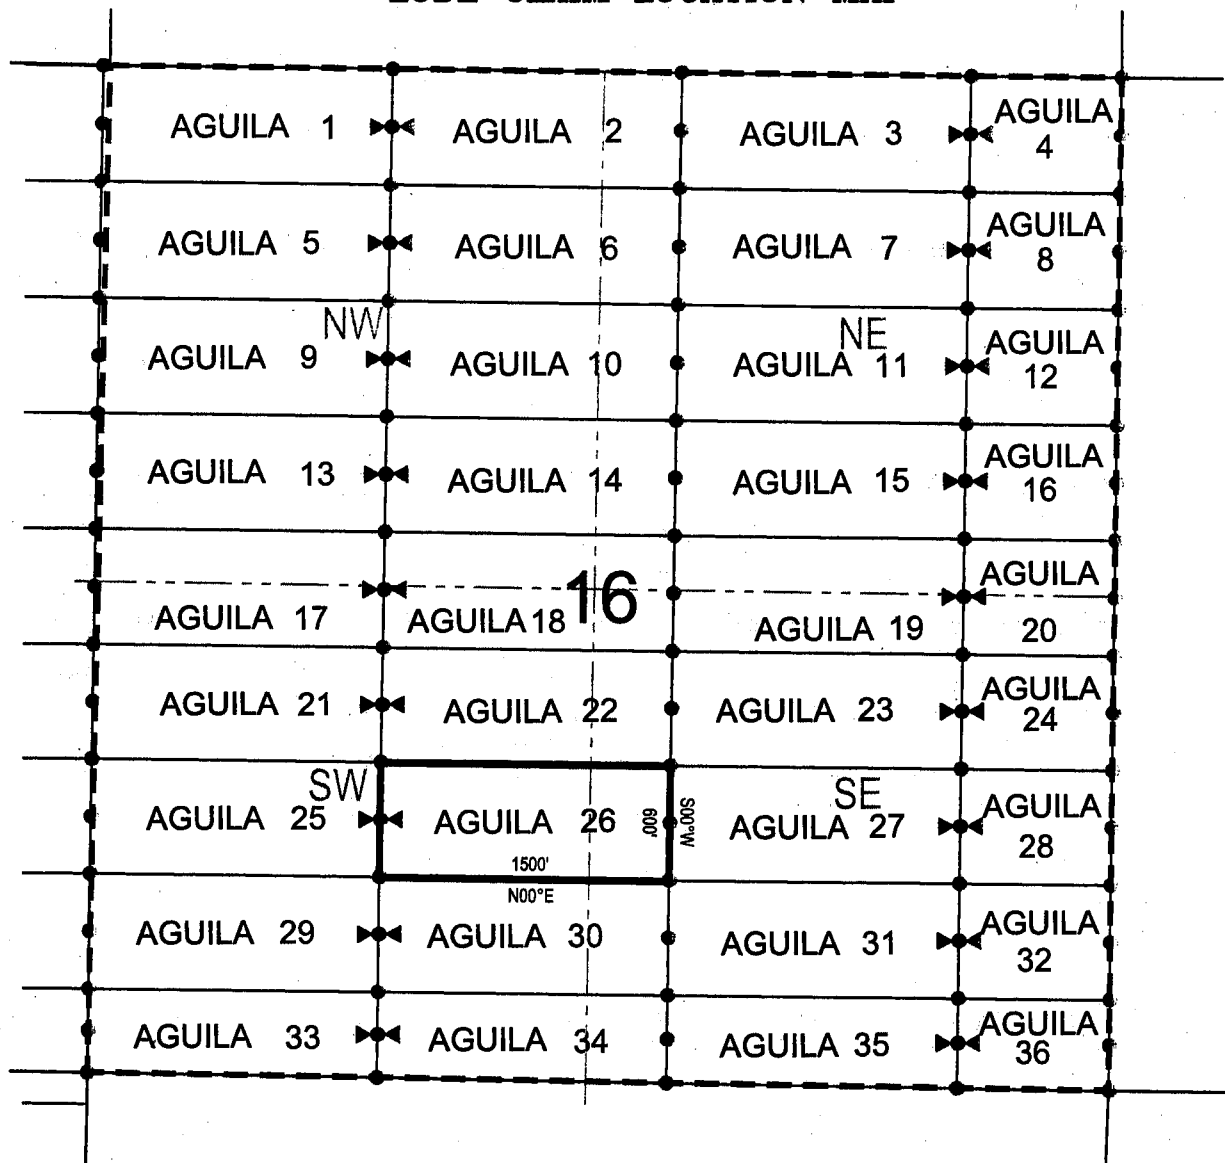 AGUILA 1
AGUILA 2
AGUILA 3
AGUILA
4
AGUILA 5
AGUILA 6
AGUILA 7
AGUILA
8
NW
NE
AGUILA 9
AGUILA 10
AGUILA 11
AGUILA
12
AGUILA 13
AGUILA 14
AGUILA 15
AGUILA
16
16
AGUILA 17
AGUILA 18
AGUILA 19
AGUILA
20
AGUILA 21
AGUILA 22
AGUILA 23
AGUILA
24
SW
SE
AGUILA 25
AGUILA 26
600'
S00°W
1500'
N00°E
AGUILA 27
AGUILA
28
AGUILA 29
AGUILA 30
AGUILA 31
AGUILA
32
AGUILA 33
AGUILA 34
AGUILA 35
AGUILA
36